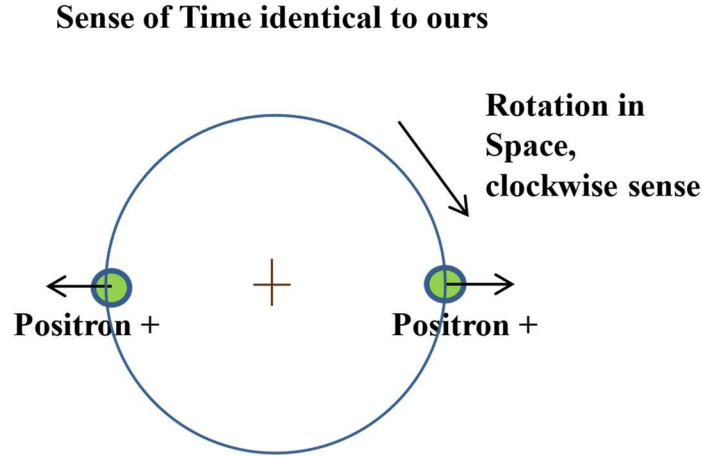 Sense of Time identical to ours
Rotation in
Space,
clockwise sense
Positron +
Positron +